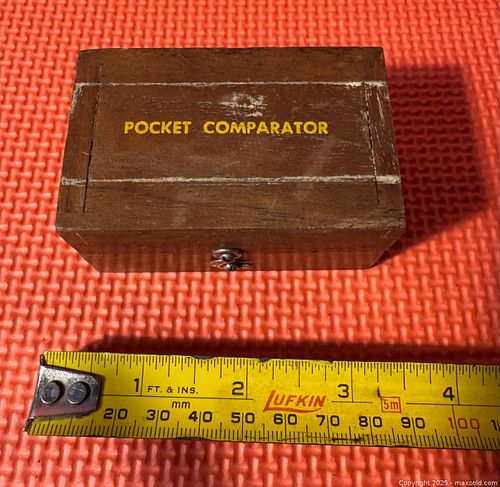 POCKET COMPARATOR
1 FT. & INS. 2 LUFKIN 3 5m 4
mm 20 30 40 50 60 70 80 90 100
Copyright 2025 - maxsold.com